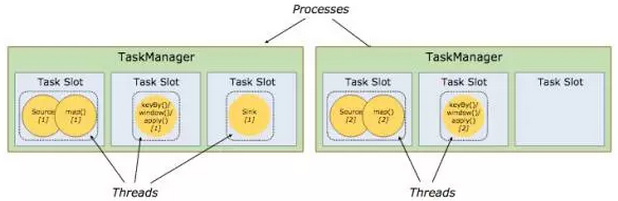 Processes
TaskManager
TaskManager
Task Slot
Task Slot
Task Slot
Task Slot
Task Slot
Task Slot
Source
[1]
map()
[1]
keyBy()/
window()/
apply()
[1]
Sink
[1]
Source
[2]
map()
[2]
keyBy()/
window()/
apply()
[2]
Threads
Threads